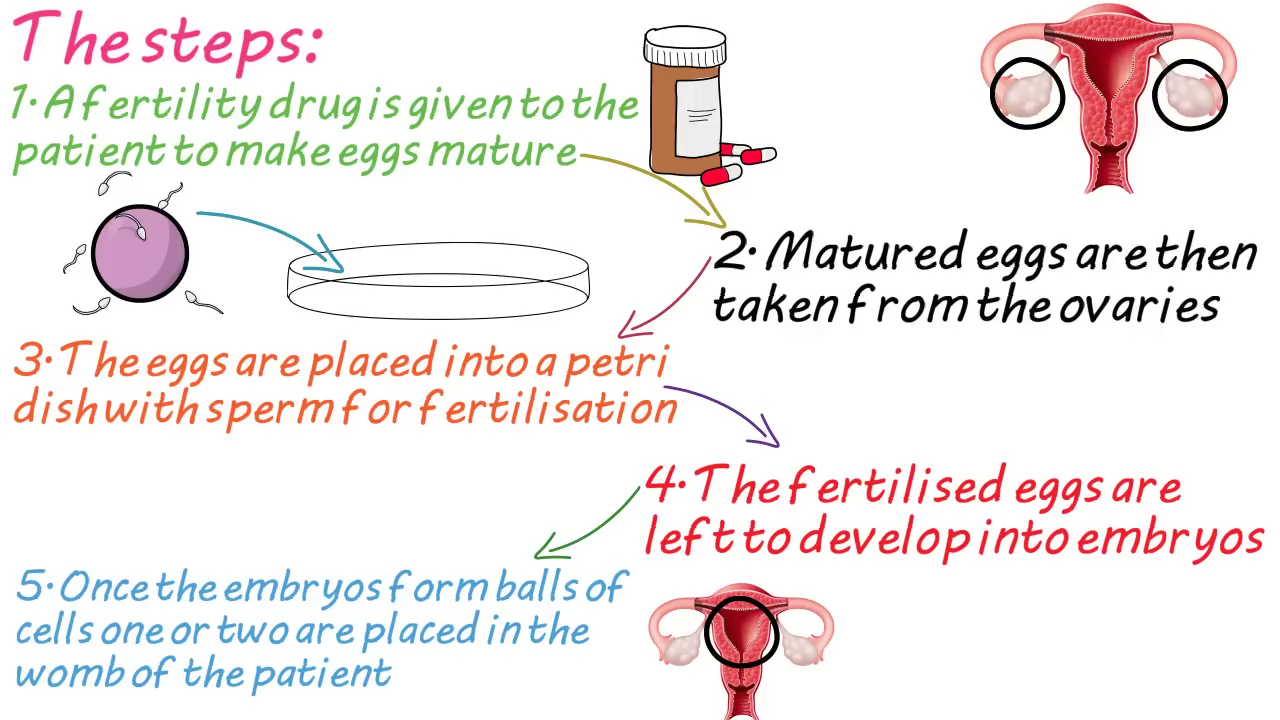 The steps:
1. A fertility drug is given to the
patient to make eggs mature
2. Matured eggs are then
taken from the ovaries
3. The eggs are placed into a petri
dish with sperm for fertilisation
4. The fertilised eggs are
left to develop into embryos
5. Once the embryos form balls of
cells one or two are placed in the
womb of the patient